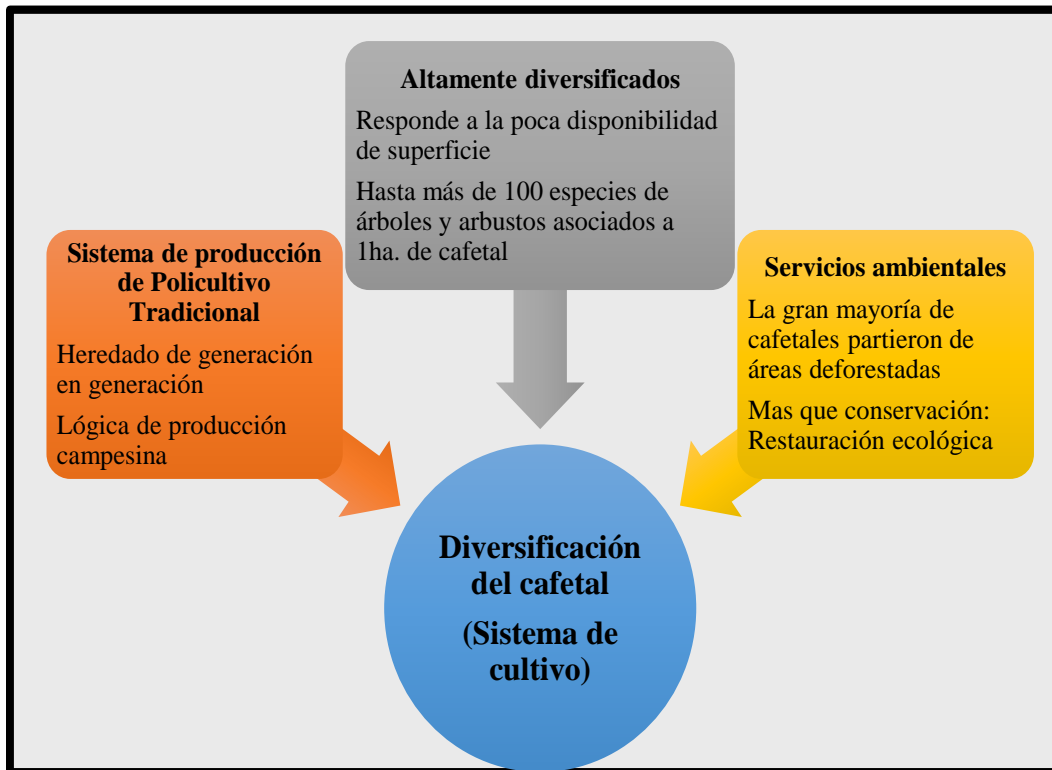 Altamente diversificados
Responde a la poca disponibilidad
de superficie
Hasta más de 100 especies de
árboles y arbustos asociados a
1ha. de cafetal
Sistema de producción
de Policultivo
Tradicional
Heredado de generación
en generación
Lógica de producción
campesina
Servicios ambientales
La gran mayoría de
cafetales partieron de
áreas deforestadas
Mas que conservación:
Restauración ecológica
Diversificación
del cafetal
(Sistema de
cultivo)